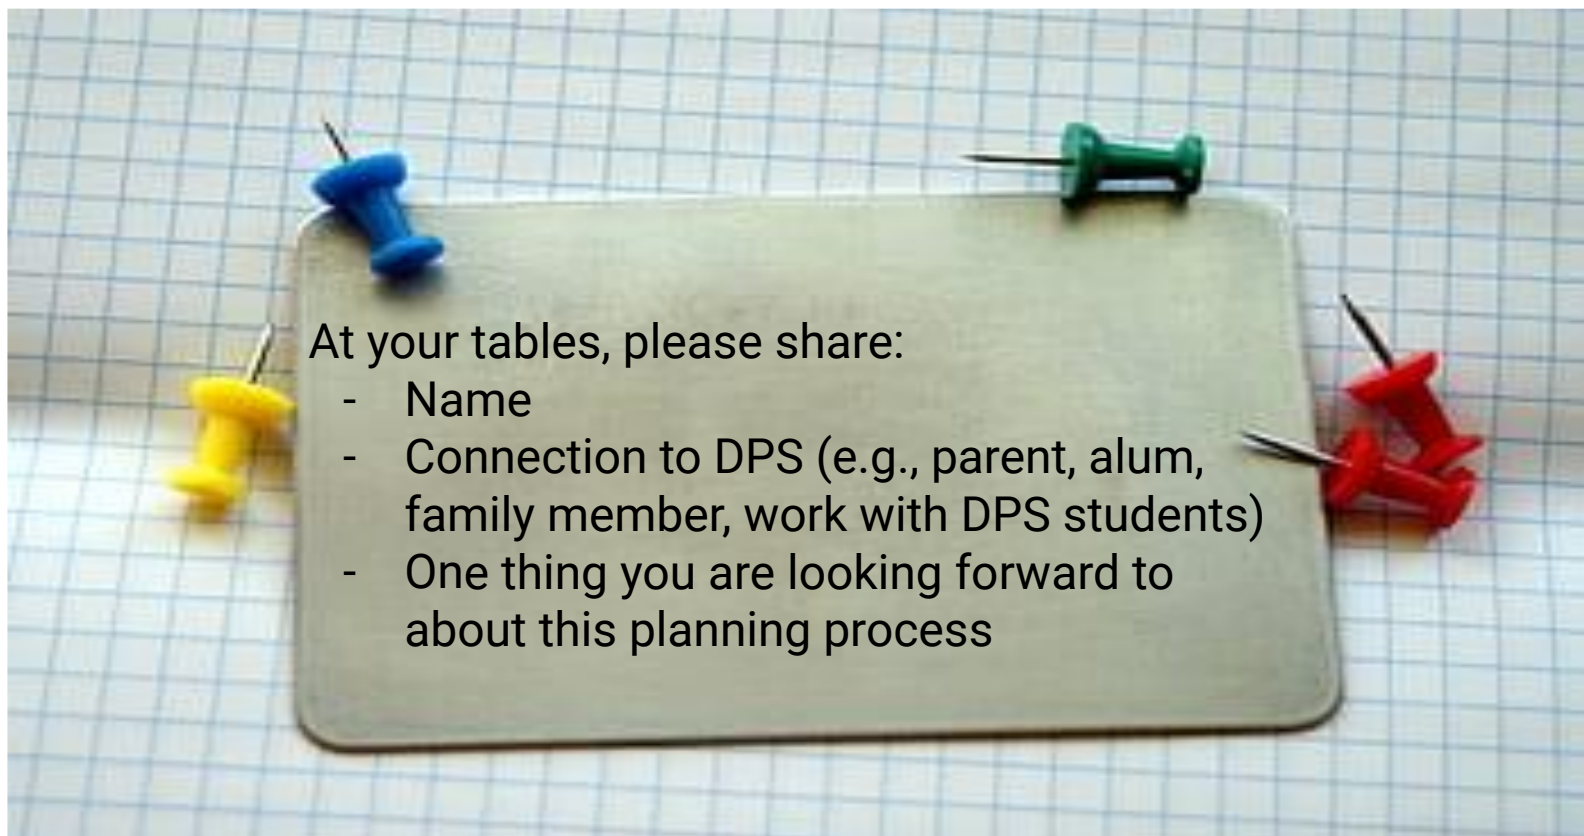 At your tables, please share:
- Name
- Connection to DPS (e.g., parent, alum,
family member, work with DPS students)
- One thing you are looking forward to
about this planning process